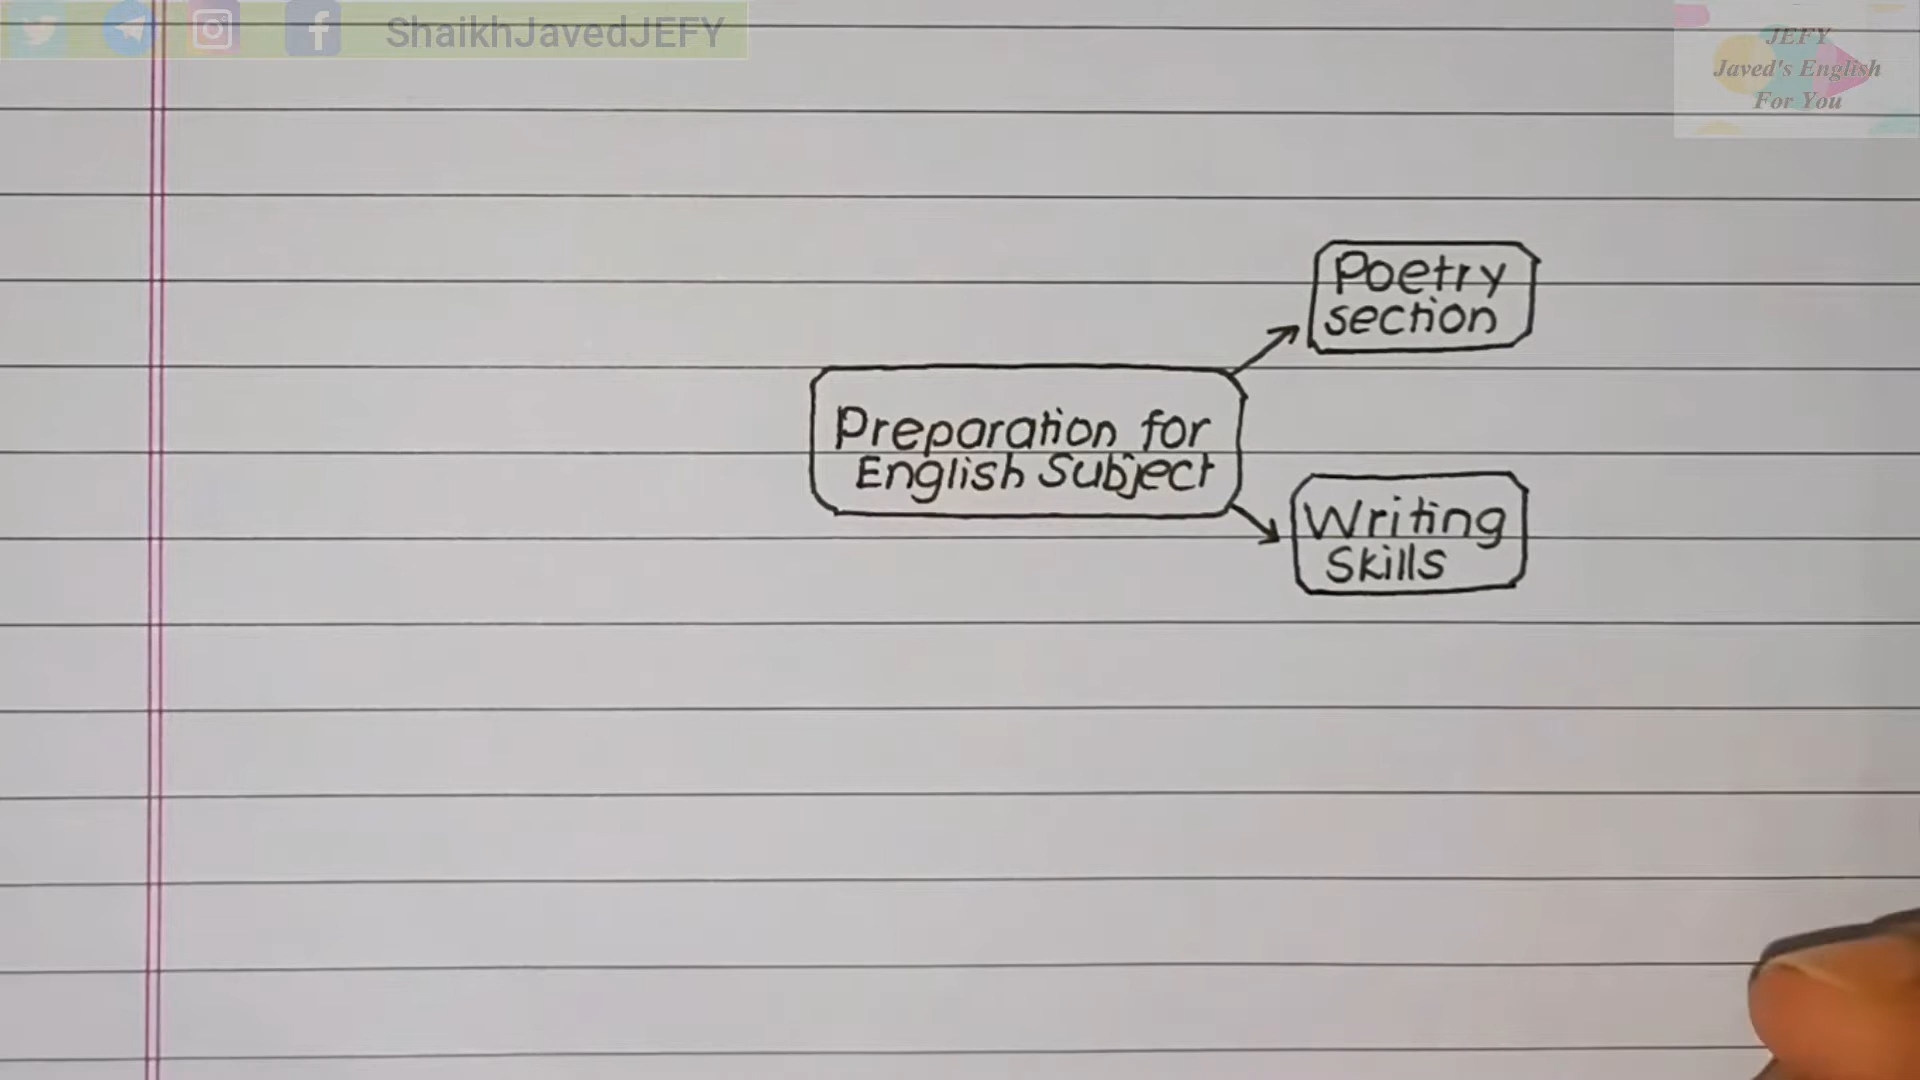 ShaikhJavedJEFY
JEFY
Javed's English
For You
Poetry
section
Preparation for
English Subject
Writing
Skills